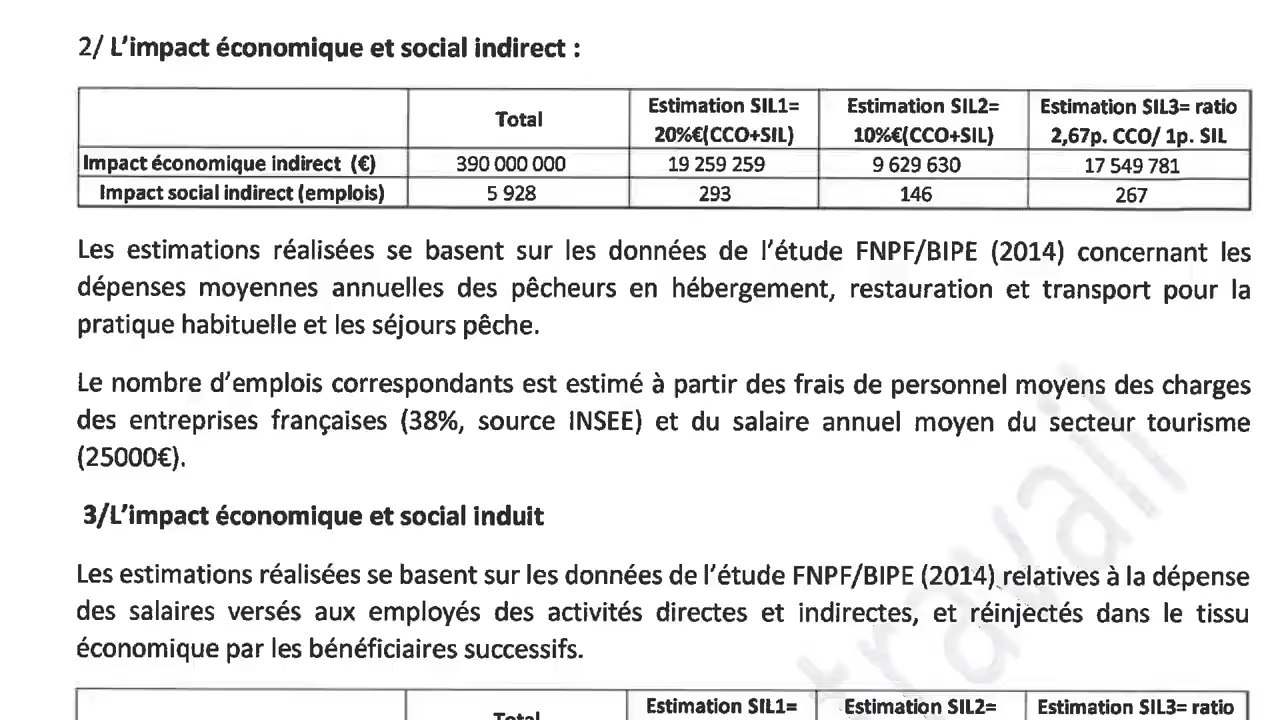 2/ L’impact économique et social indirect :
Total
Estimation SIL1=
20%€(CCO+SIL)
Estimation SIL2=
10%€(CCO+SIL)
Estimation SIL3= ratio
2,67p. CCO/ 1p. SIL
Impact économique indirect (€) 390 000 000 19 259 259 9 629 630 17 549 781
Impact social indirect (emplois) 5 928 293 146 267
Les estimations réalisées se basent sur les données de l’étude FNPF/BIPE (2014) concernant les
dépenses moyennes annuelles des pêcheurs en hébergement, restauration et transport pour la
pratique habituelle et les séjours pêche.
Le nombre d’emplois correspondants est estimé à partir des frais de personnel moyens des charges
des entreprises françaises (38%, source INSEE) et du salaire annuel moyen du secteur tourisme
(25000€).
3/L’impact économique et social induit
Les estimations réalisées se basent sur les données de l’étude FNPF/BIPE (2014) relatives à la dépense
des salaires versés aux employés des activités directes et indirectes, et réinjectés dans le tissu
économique par les bénéficiaires successifs.
Total
Estimation SIL1=
Estimation SIL2=
Estimation SIL3= ratio
travail